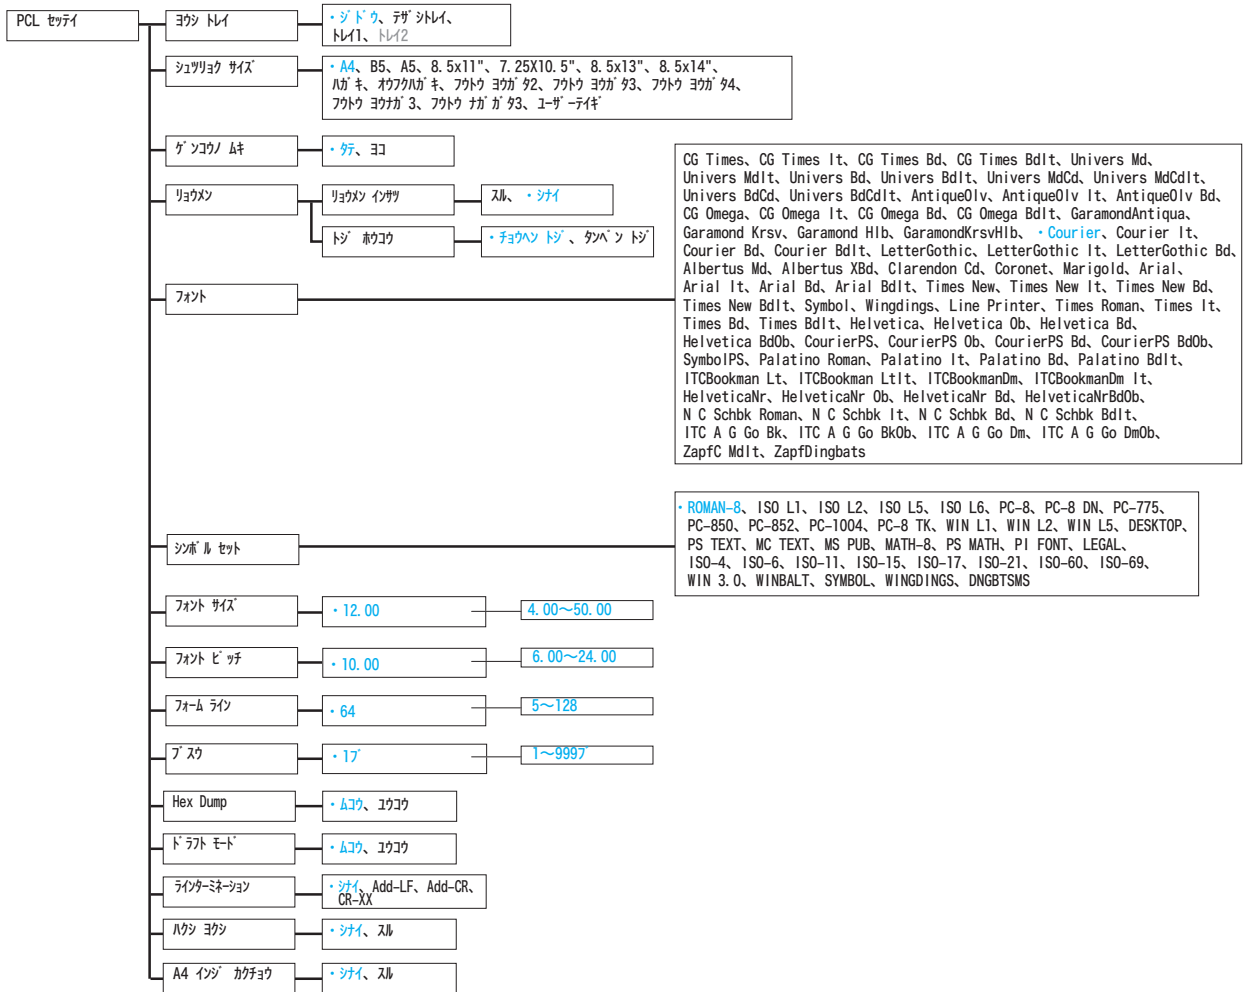 PCL ｾｯﾃｲ
ﾖｳｼ ﾄﾚｲ
・ｼﾞﾄﾞｳ、ﾃｻﾞｼﾄﾚｲ、
ﾄﾚｲ1、ﾄﾚｲ2
ｼｭﾂﾘｮｸ ｻｲｽﾞ
・A4、B5、A5、8.5x11"、7.25X10.5"、8.5x13"、8.5x14"、
ﾊｶﾞｷ、ｵｳﾌｸﾊｶﾞｷ、ﾌｳﾄｳ ﾖｳｶﾞﾀ2、ﾌｳﾄｳ ﾖｳｶﾞﾀ3、ﾌｳﾄｳ ﾖｳｶﾞﾀ4、
ﾌｳﾄｳ ﾖｳﾅｶﾞ3、ﾌｳﾄｳ ﾅｶﾞｶﾞﾀ3、ﾕｰｻﾞｰﾃｲｷﾞ
ｹﾞﾝｺｳﾉ ﾑｷ
・ﾀﾃ、ﾖｺ
ﾘｮｳﾒﾝ
ﾘｮｳﾒﾝ ｲﾝｻﾂ
ｽﾙ、・ｼﾅｲ
ﾄｼﾞ ﾎｳｺｳ
・ﾁｮｳﾍﾝ ﾄｼﾞ、ﾀﾝﾍﾟﾝ ﾄｼﾞ
ﾌｫﾝﾄ
CG Times、CG Times It、CG Times Bd、CG Times BdIt、Univers Md、
Univers MdIt、Univers Bd、Univers BdIt、Univers MdCd、Univers MdCdIt、
Univers BdCd、Univers BdCdIt、AntiqueOlv、AntiqueOlv It、AntiqueOlv Bd、
CG Omega、CG Omega It、CG Omega Bd、CG Omega BdIt、GaramondAntiqua、
Garamond Krsv、Garamond Hlb、GaramondKrsvHlb、・Courier、Courier It、
Courier Bd、Courier BdIt、LetterGothic、LetterGothic It、LetterGothic Bd、
Albertus Md、Albertus XBd、Clarendon Cd、Coronet、Marigold、Arial、
Arial It、Arial Bd、Arial BdIt、Times New、Times New It、Times New Bd、
Times New BdIt、Symbol、Wingdings、Line Printer、Times Roman、Times It、
Times Bd、Times BdIt、Helvetica、Helvetica Ob、Helvetica Bd、
Helvetica BdOb、CourierPS、CourierPS Ob、CourierPS Bd、CourierPS BdOb、
SymbolPS、Palatino Roman、Palatino It、Palatino Bd、Palatino BdIt、
ITCBookman Lt、ITCBookman LtIt、ITCBookmanDm、ITCBookmanDm It、
HelveticaNr、HelveticaNr Ob、HelveticaNr Bd、HelveticaNrBdOb、
N C Schbk Roman、N C Schbk It、N C Schbk Bd、N C Schbk BdIt、
ITC A G Go Bk、ITC A G Go BkOb、ITC A G Go Dm、ITC A G Go DmOb、
ZapfC MdIt、ZapfDingbats
ｼﾝﾎﾞﾙ ｾｯﾄ
・ROMAN-8、ISO L1、ISO L2、ISO L5、ISO L6、PC-8、PC-8 DN、PC-775、
PC-850、PC-852、PC-1004、PC-8 TK、WIN L1、WIN L2、WIN L5、DESKTOP、
PS TEXT、MC TEXT、MS PUB、MATH-8、PS MATH、PI FONT、LEGAL、
ISO-4、ISO-6、ISO-11、ISO-15、ISO-17、ISO-21、ISO-60、ISO-69、
WIN 3.0、WINBALT、SYMBOL、WINGDINGS、DNGBTSMS
ﾌｫﾝﾄ ｻｲｽﾞ
・12.00
4.00～50.00
ﾌｫﾝﾄ ﾋﾟｯﾁ
・10.00
6.00～24.00
ﾌｫｰﾑ ﾗｲﾝ
・64
5～128
ﾌﾞｽｳ
・1ﾌﾞ
1～999ﾌﾞ
Hex Dump
・ﾑｺｳ、ﾕｳｺｳ
ﾄﾞﾗﾌﾄ ﾓｰﾄﾞ
・ﾑｺｳ、ﾕｳｺｳ
ﾗｲﾝﾀｰﾐﾈｰｼｮﾝ
・ｼﾅｲ、Add-LF、Add-CR、
CR-XX
ﾊｸｼ ﾖｸｼ
・ｼﾅｲ、ｽﾙ
A4 ｲﾝｼﾞ ｶｸﾁｮｳ
・ｼﾅｲ、ｽﾙ